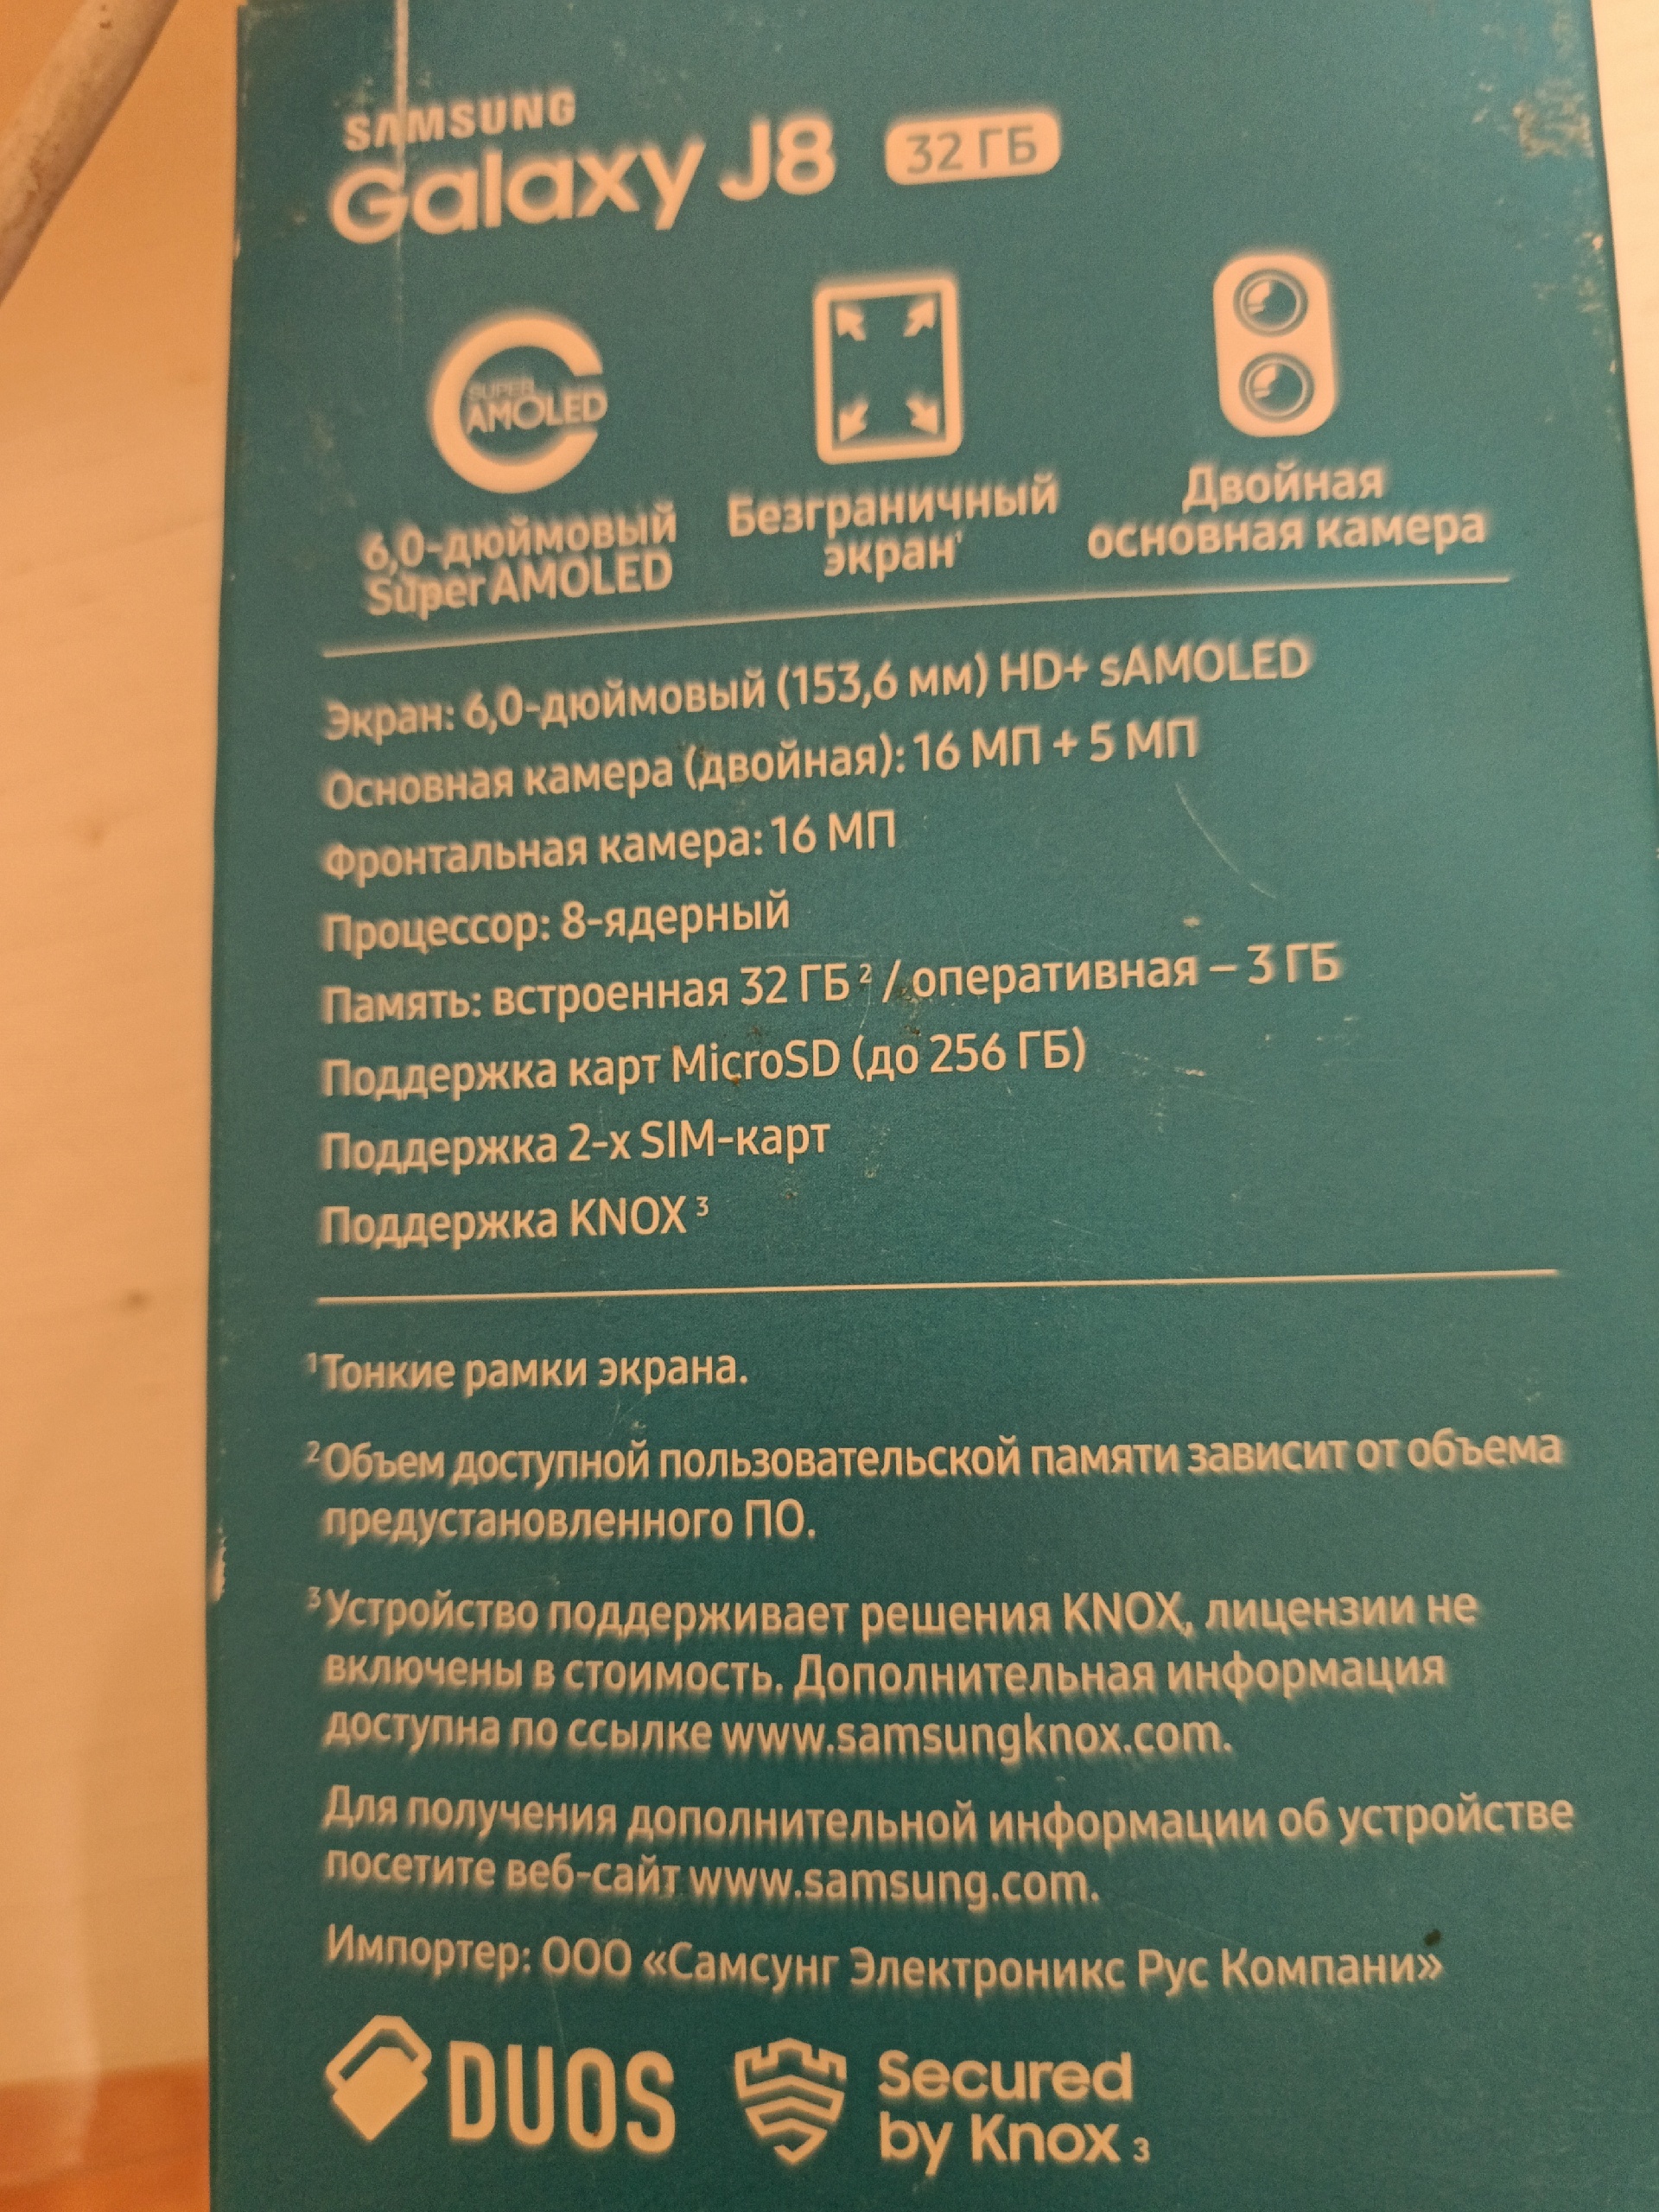 SAMSUNG
Galaxy J8 32 ГБ
SUPER
AMOLED
6,0-дюймовый
Super AMOLED
Безграничный
экран¹
Двойная
основная камера
Экран: 6,0-дюймовый (153,6 мм) HD+ sAMOLED
Основная камера (двойная): 16 МП + 5 МП
Фронтальная камера: 16 МП
Процессор: 8-ядерный
Память: встроенная 32 ГБ ² / оперативная – 3 ГБ
Поддержка карт MicroSD (до 256 ГБ)
Поддержка 2-х SIM-карт
Поддержка KNOX ³
¹Тонкие рамки экрана.
²Объем доступной пользовательской памяти зависит от объема
предустановленного ПО.
³Устройство поддерживает решения KNOX, лицензии не
включены в стоимость. Дополнительная информация
доступна по ссылке www.samsungknox.com.
Для получения дополнительной информации об устройстве
посетите веб-сайт www.samsung.com.
Импортер: ООО «Самсунг Электроникс Рус Компани»
DUOS
Secured
by Knox 3